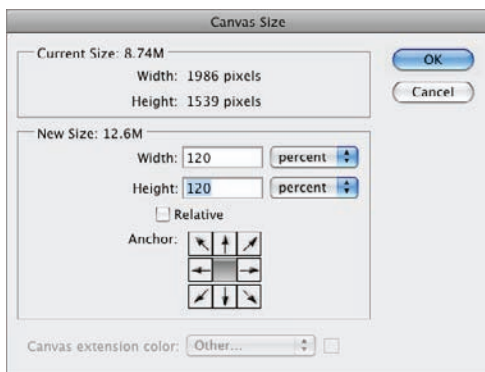 Canvas Size
Current Size: 8.74M
Width: 1986 pixels
Height: 1539 pixels
OK
Cancel
New Size: 12.6M
Width: 120 percent
Height: 120 percent
Relative
Anchor:
Canvas extension color: Other...